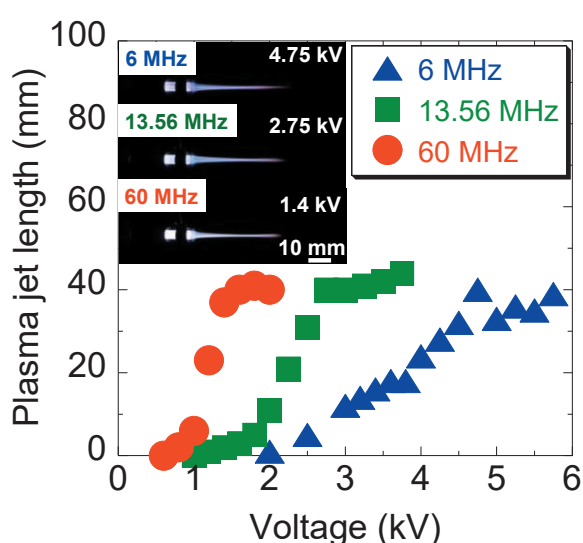 Plasma jet length (mm)
100
80
60
40
20
0
6 MHz
4.75 kV
13.56 MHz
2.75 kV
60 MHz
1.4 kV
10 mm
6 MHz
13.56 MHz
60 MHz
0 1 2 3 4 5 6
Voltage (kV)